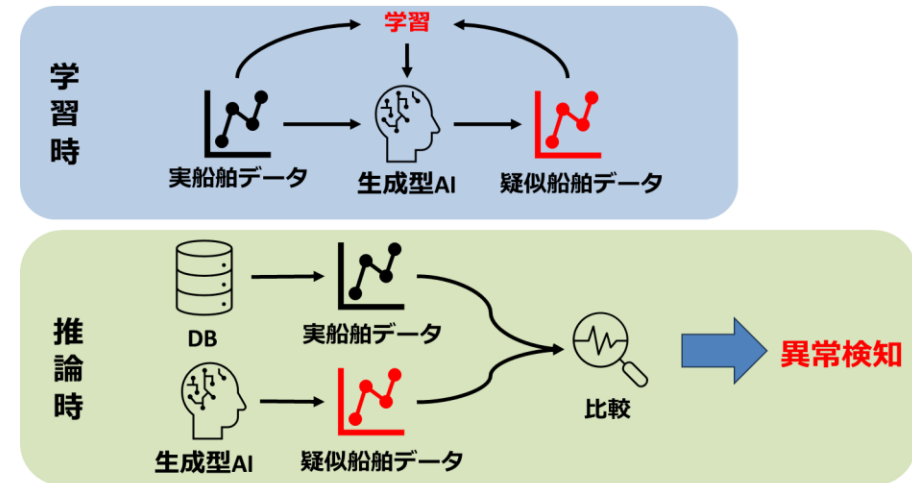 学習
学習時
実船舶データ
生成型AI
疑似船舶データ
推論時
DB
実船舶データ
生成型AI
疑似船舶データ
比較
異常検知